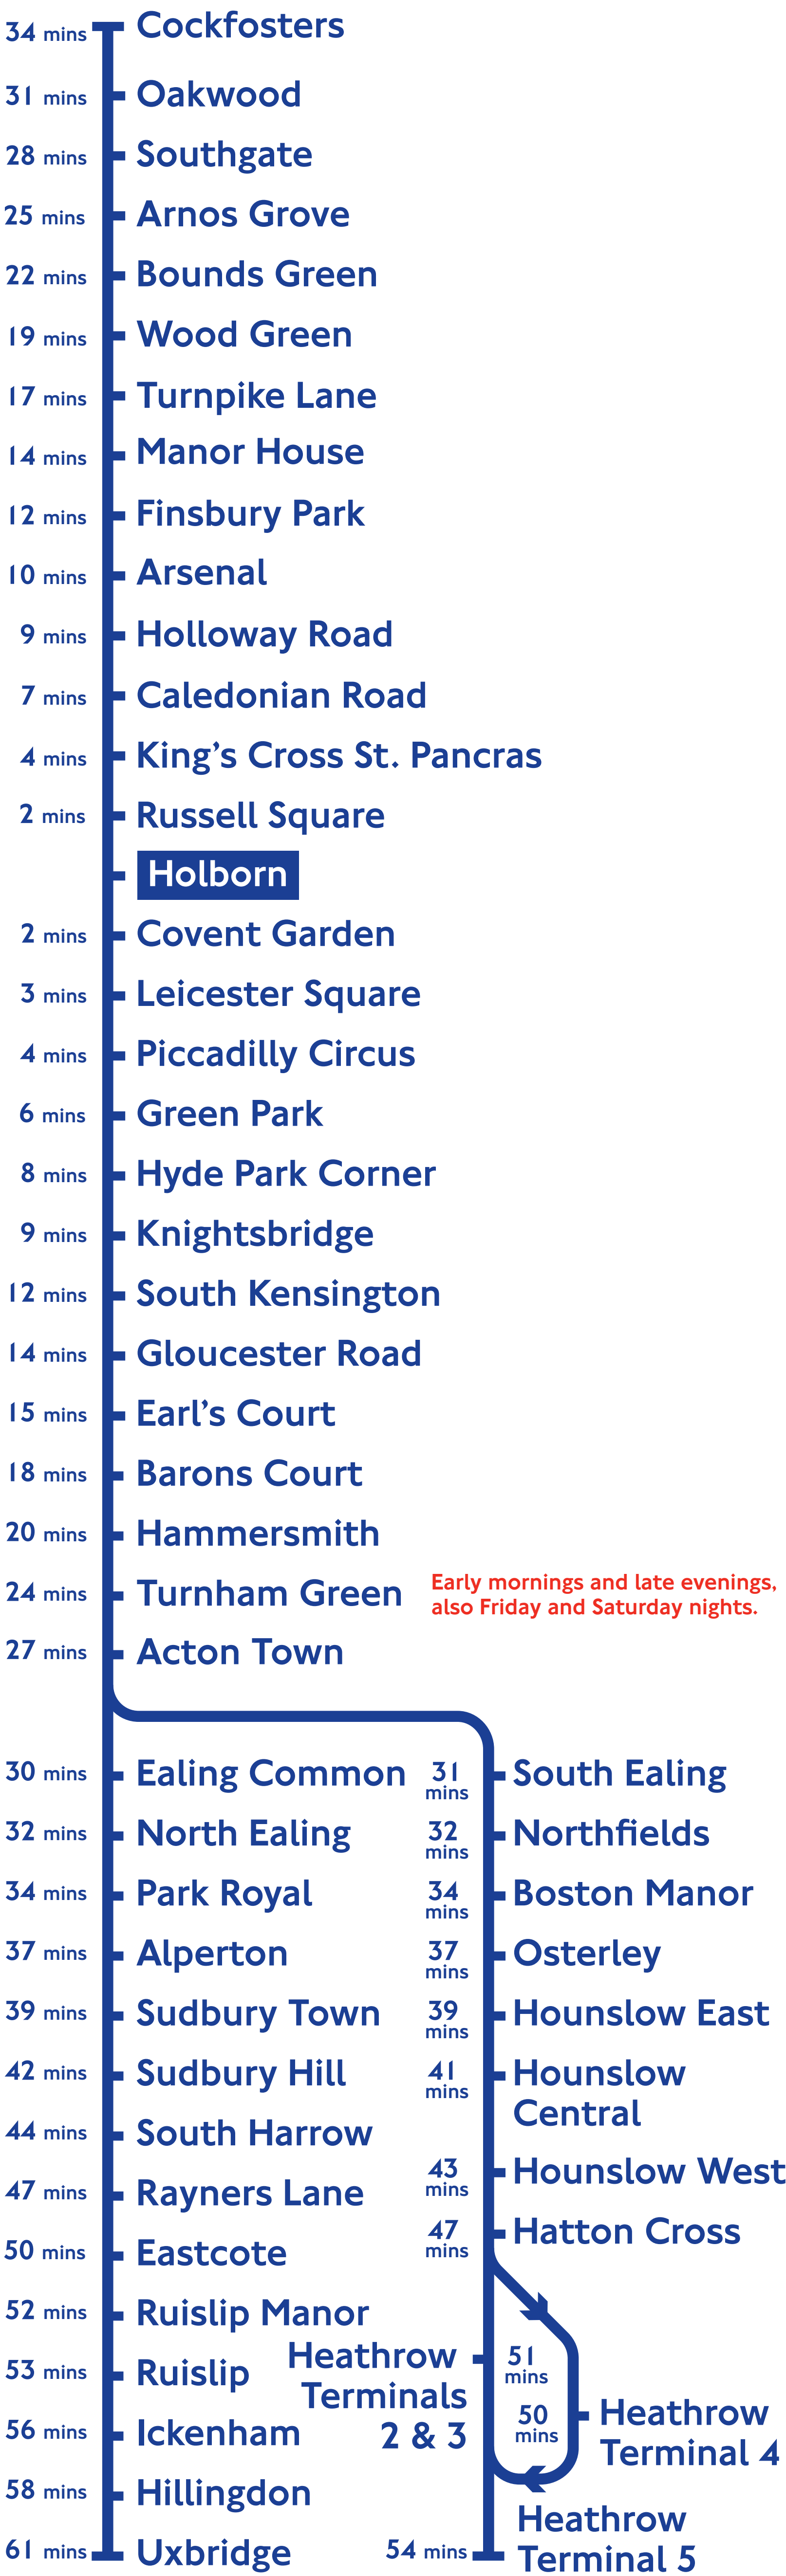 34 mins Cockfosters
31 mins Oakwood
28 mins Southgate
25 mins Arnos Grove
22 mins Bounds Green
19 mins Wood Green
17 mins Turnpike Lane
14 mins Manor House
12 mins Finsbury Park
10 mins Arsenal
9 mins Holloway Road
7 mins Caledonian Road
4 mins King's Cross St. Pancras
2 mins Russell Square
Holborn
2 mins Covent Garden
3 mins Leicester Square
4 mins Piccadilly Circus
6 mins Green Park
8 mins Hyde Park Corner
9 mins Knightsbridge
12 mins South Kensington
14 mins Gloucester Road
15 mins Earl's Court
18 mins Barons Court
20 mins Hammersmith
24 mins Turnham Green
Early mornings and late evenings,
also Friday and Saturday nights.
27 mins Acton Town
30 mins Ealing Common
32 mins North Ealing
34 mins Park Royal
37 mins Alperton
39 mins Sudbury Town
42 mins Sudbury Hill
44 mins South Harrow
47 mins Rayners Lane
50 mins Eastcote
52 mins Ruislip Manor
53 mins Ruislip
56 mins Ickenham
58 mins Hillingdon
61 mins Uxbridge
31 South Ealing
mins
32 Northfields
mins
34 Boston Manor
mins
37 Osterley
mins
39 Hounslow East
mins
41 Hounslow
mins Central
43 Hounslow West
mins
47 Hatton Cross
mins
Heathrow 51
Terminals mins
2 & 3
50 Heathrow
mins Terminal 4
Heathrow
54 mins Terminal 5